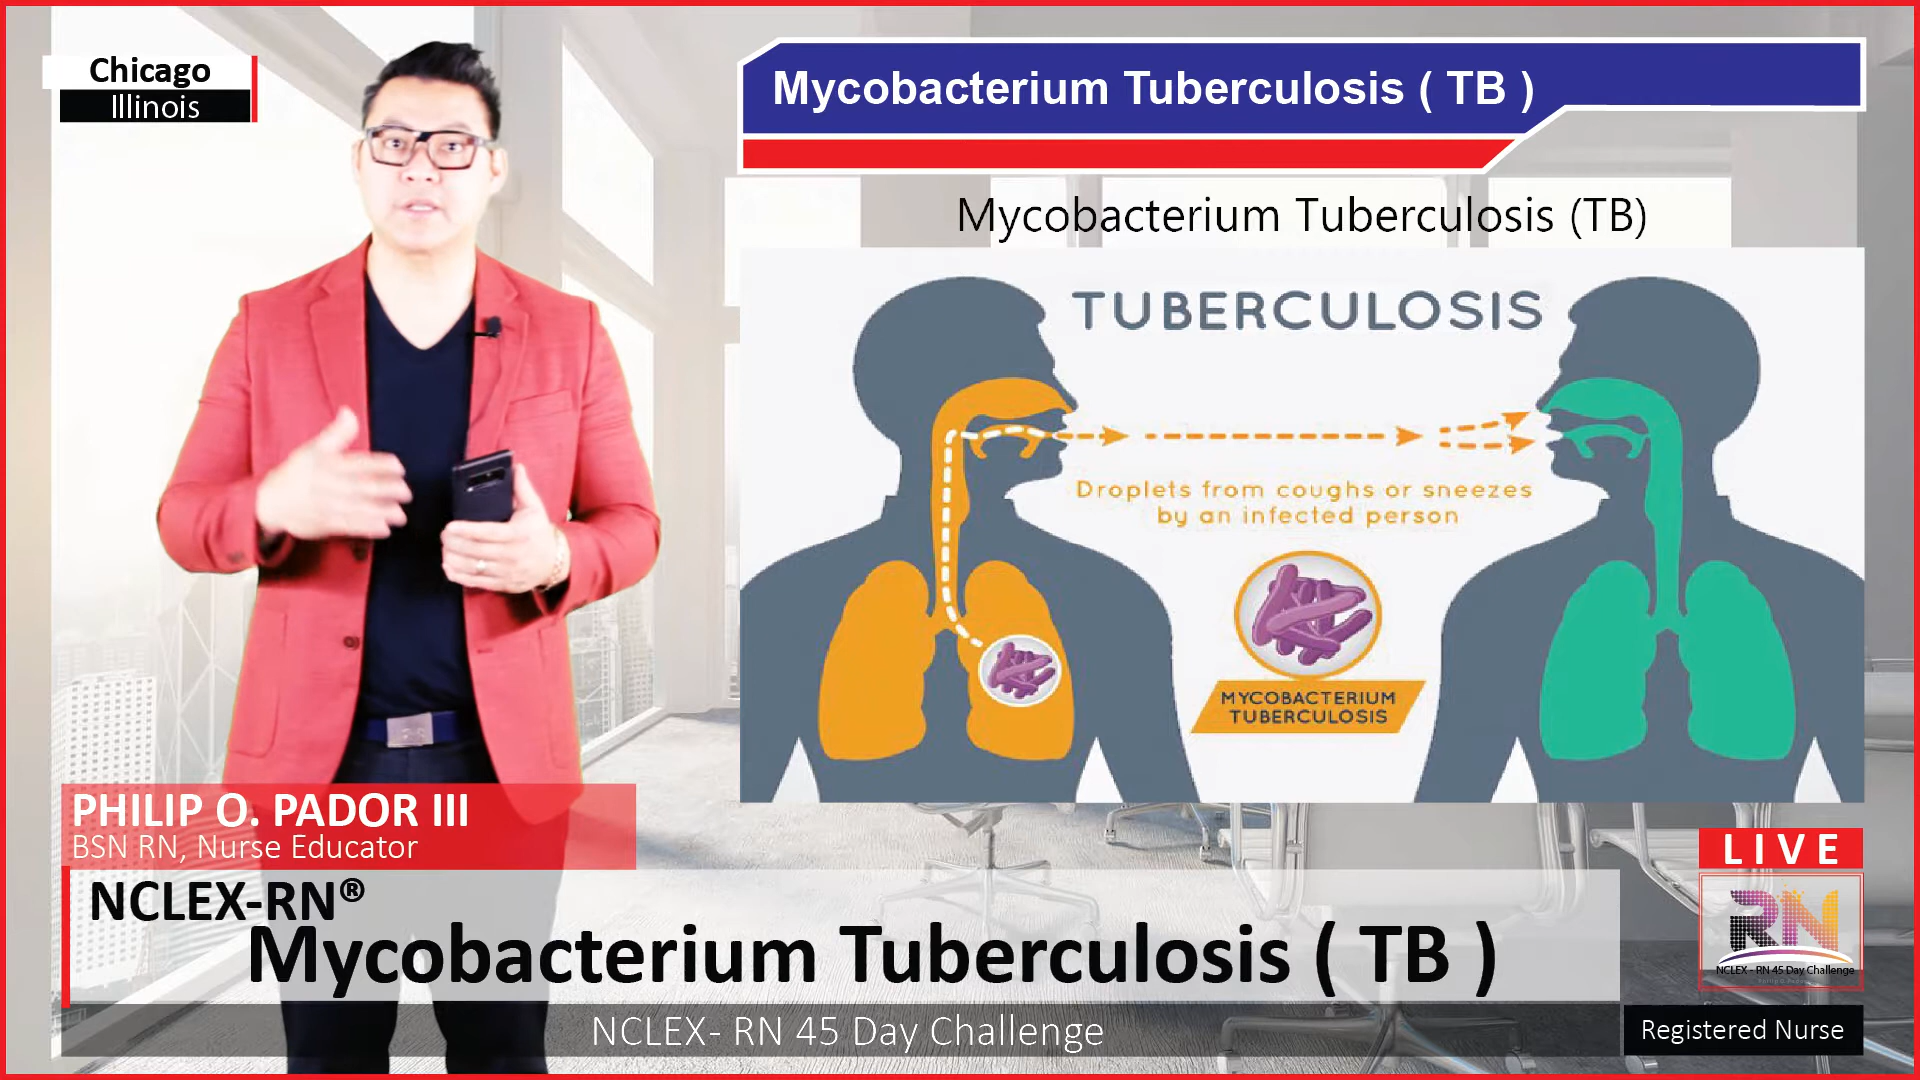 Chicago
Illinois
Mycobacterium Tuberculosis ( TB )
Mycobacterium Tuberculosis (TB)
TUBERCULOSIS
Droplets from coughs or sneezes
by an infected person
MYCOBACTERIUM
TUBERCULOSIS
PHILIP O. PADOR III
BSN RN, Nurse Educator
NCLEX-RN®
Mycobacterium Tuberculosis ( TB )
NCLEX- RN 45 Day Challenge
LIVE
RN
NCLEX - RN 45 Day Challenge
Registered Nurse